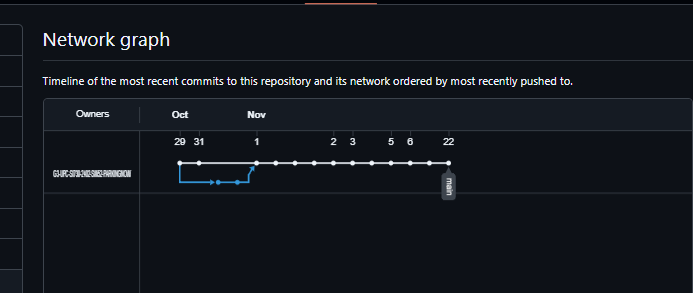 Network graph
Timeline of the most recent commits to this repository and its network ordered by most recently pushed to.
Owners Oct Nov
29 31 1 2 3 5 6 22
main